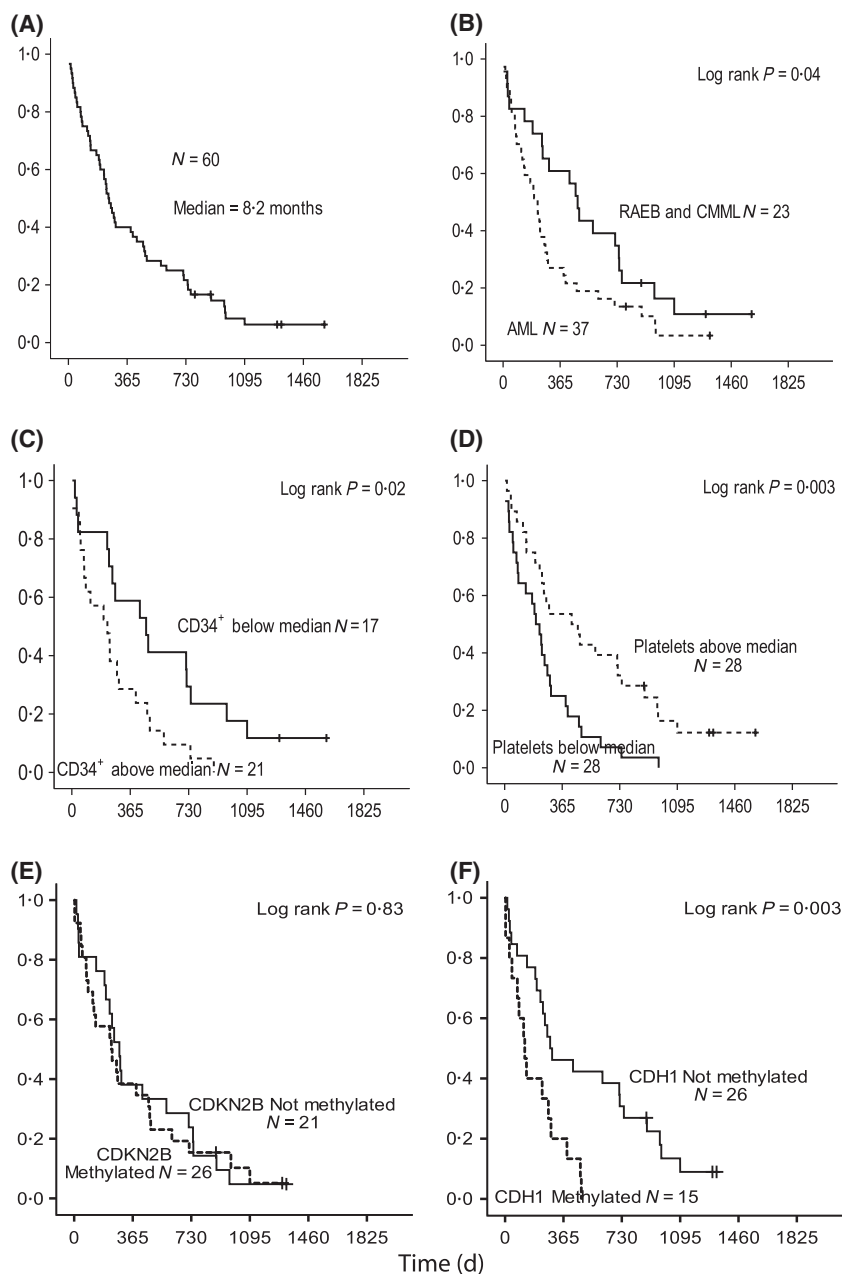 (A)
1·0
0·8
0·6
0·4
0·2
0·0
N = 60
Median = 8·2 months
0 365 730 1095 1460 1825
(B)
1·0
0·8
0·6
0·4
0·2
0·0
Log rank P = 0·04
RAEB and CMML N = 23
AML N = 37
0 365 730 1095 1460 1825
(C)
1·0
0·8
0·6
0·4
0·2
0·0
Log rank P = 0·02
CD34+ below median N = 17
CD34+ above median N = 21
0 365 730 1095 1460 1825
(D)
1·0
0·8
0·6
0·4
0·2
0·0
Log rank P = 0·003
Platelets above median
N = 28
Platelets below median
N = 28
0 365 730 1095 1460 1825
(E)
1·0
0·8
0·6
0·4
0·2
0·0
Log rank P = 0·83
CDKN2B Not methylated
N = 21
CDKN2B
Methylated N = 26
0 365 730 1095 1460 1825
(F)
1·0
0·8
0·6
0·4
0·2
0·0
Log rank P = 0·003
CDH1 Not methylated
N = 26
CDH1 Methylated N = 15
0 365 730 1095 1460 1825
Time (d)